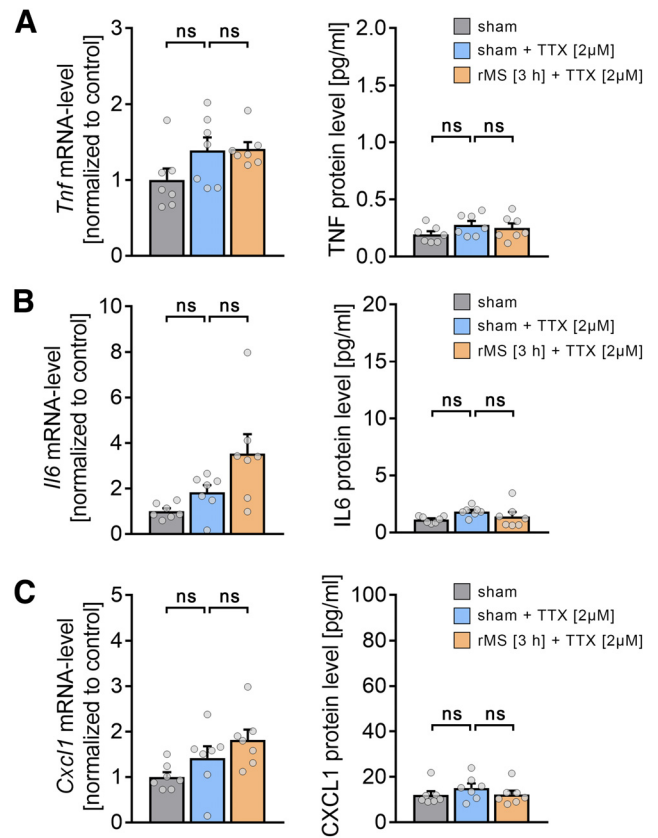 A
Tnf mRNA-level
[normalized to control]
3
2
1
0
ns ns
TNF protein level [pg/ml]
2.0
1.5
1.0
0.5
0.0
ns ns
sham
sham + TTX [2µM]
rMS [3 h] + TTX [2µM]
B
Il6 mRNA-level
[normalized to control]
10
8
6
4
2
0
ns ns
IL6 protein level [pg/ml]
20
15
10
5
0
ns ns
sham
sham + TTX [2µM]
rMS [3 h] + TTX [2µM]
C
Cxcl1 mRNA-level
[normalized to control]
5
4
3
2
1
0
ns ns
CXCL1 protein level [pg/ml]
100
80
60
40
20
0
ns ns
sham
sham + TTX [2µM]
rMS [3 h] + TTX [2µM]